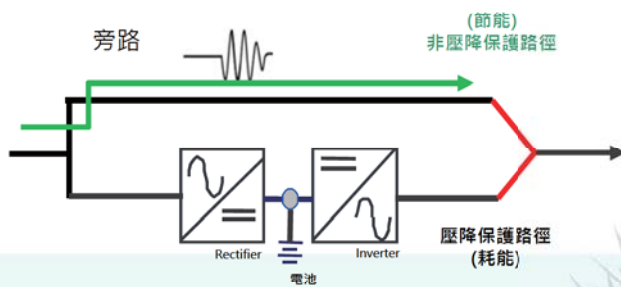 旁路
(節能)
非壓降保護路徑
Rectifier
電池
Inverter
壓降保護路徑
(耗能)